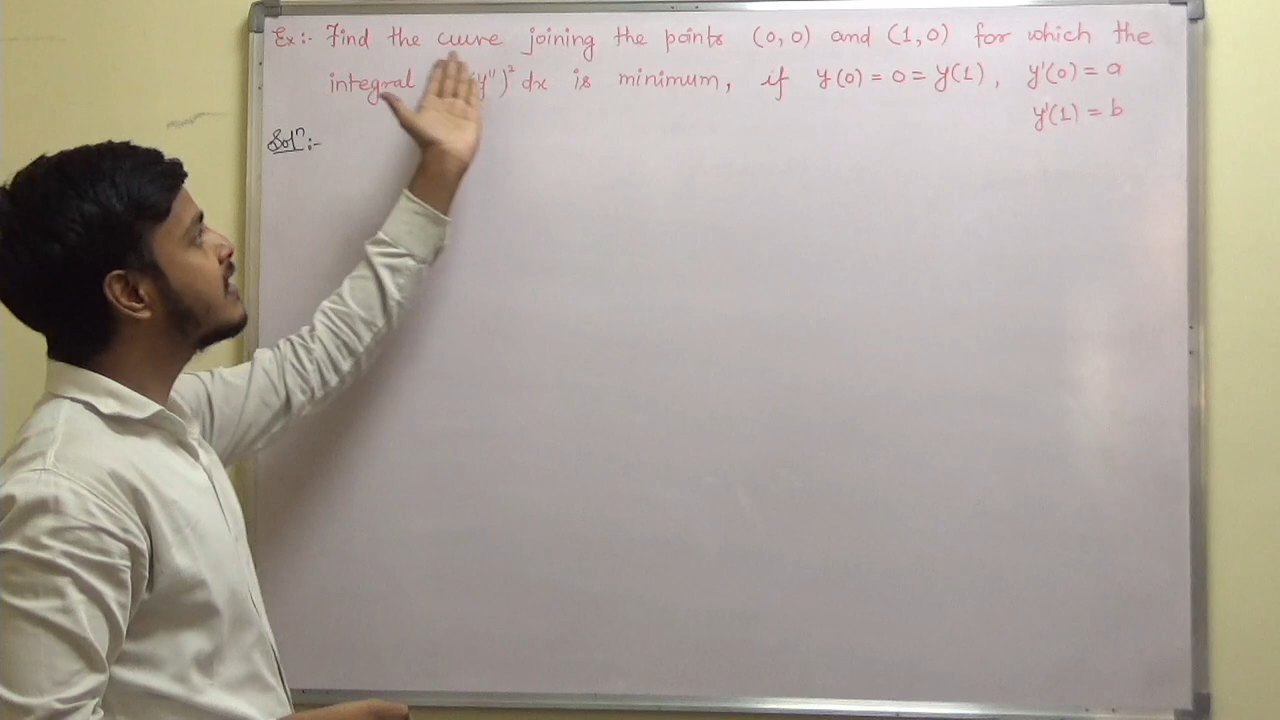 Ex:- Find the curve joining the points (0,0) and (1,0) for which the
integral (y'')² dx is minimum, if y(0) = 0 = y(1), y'(0) = a
y'(1) = b
Solⁿ:-